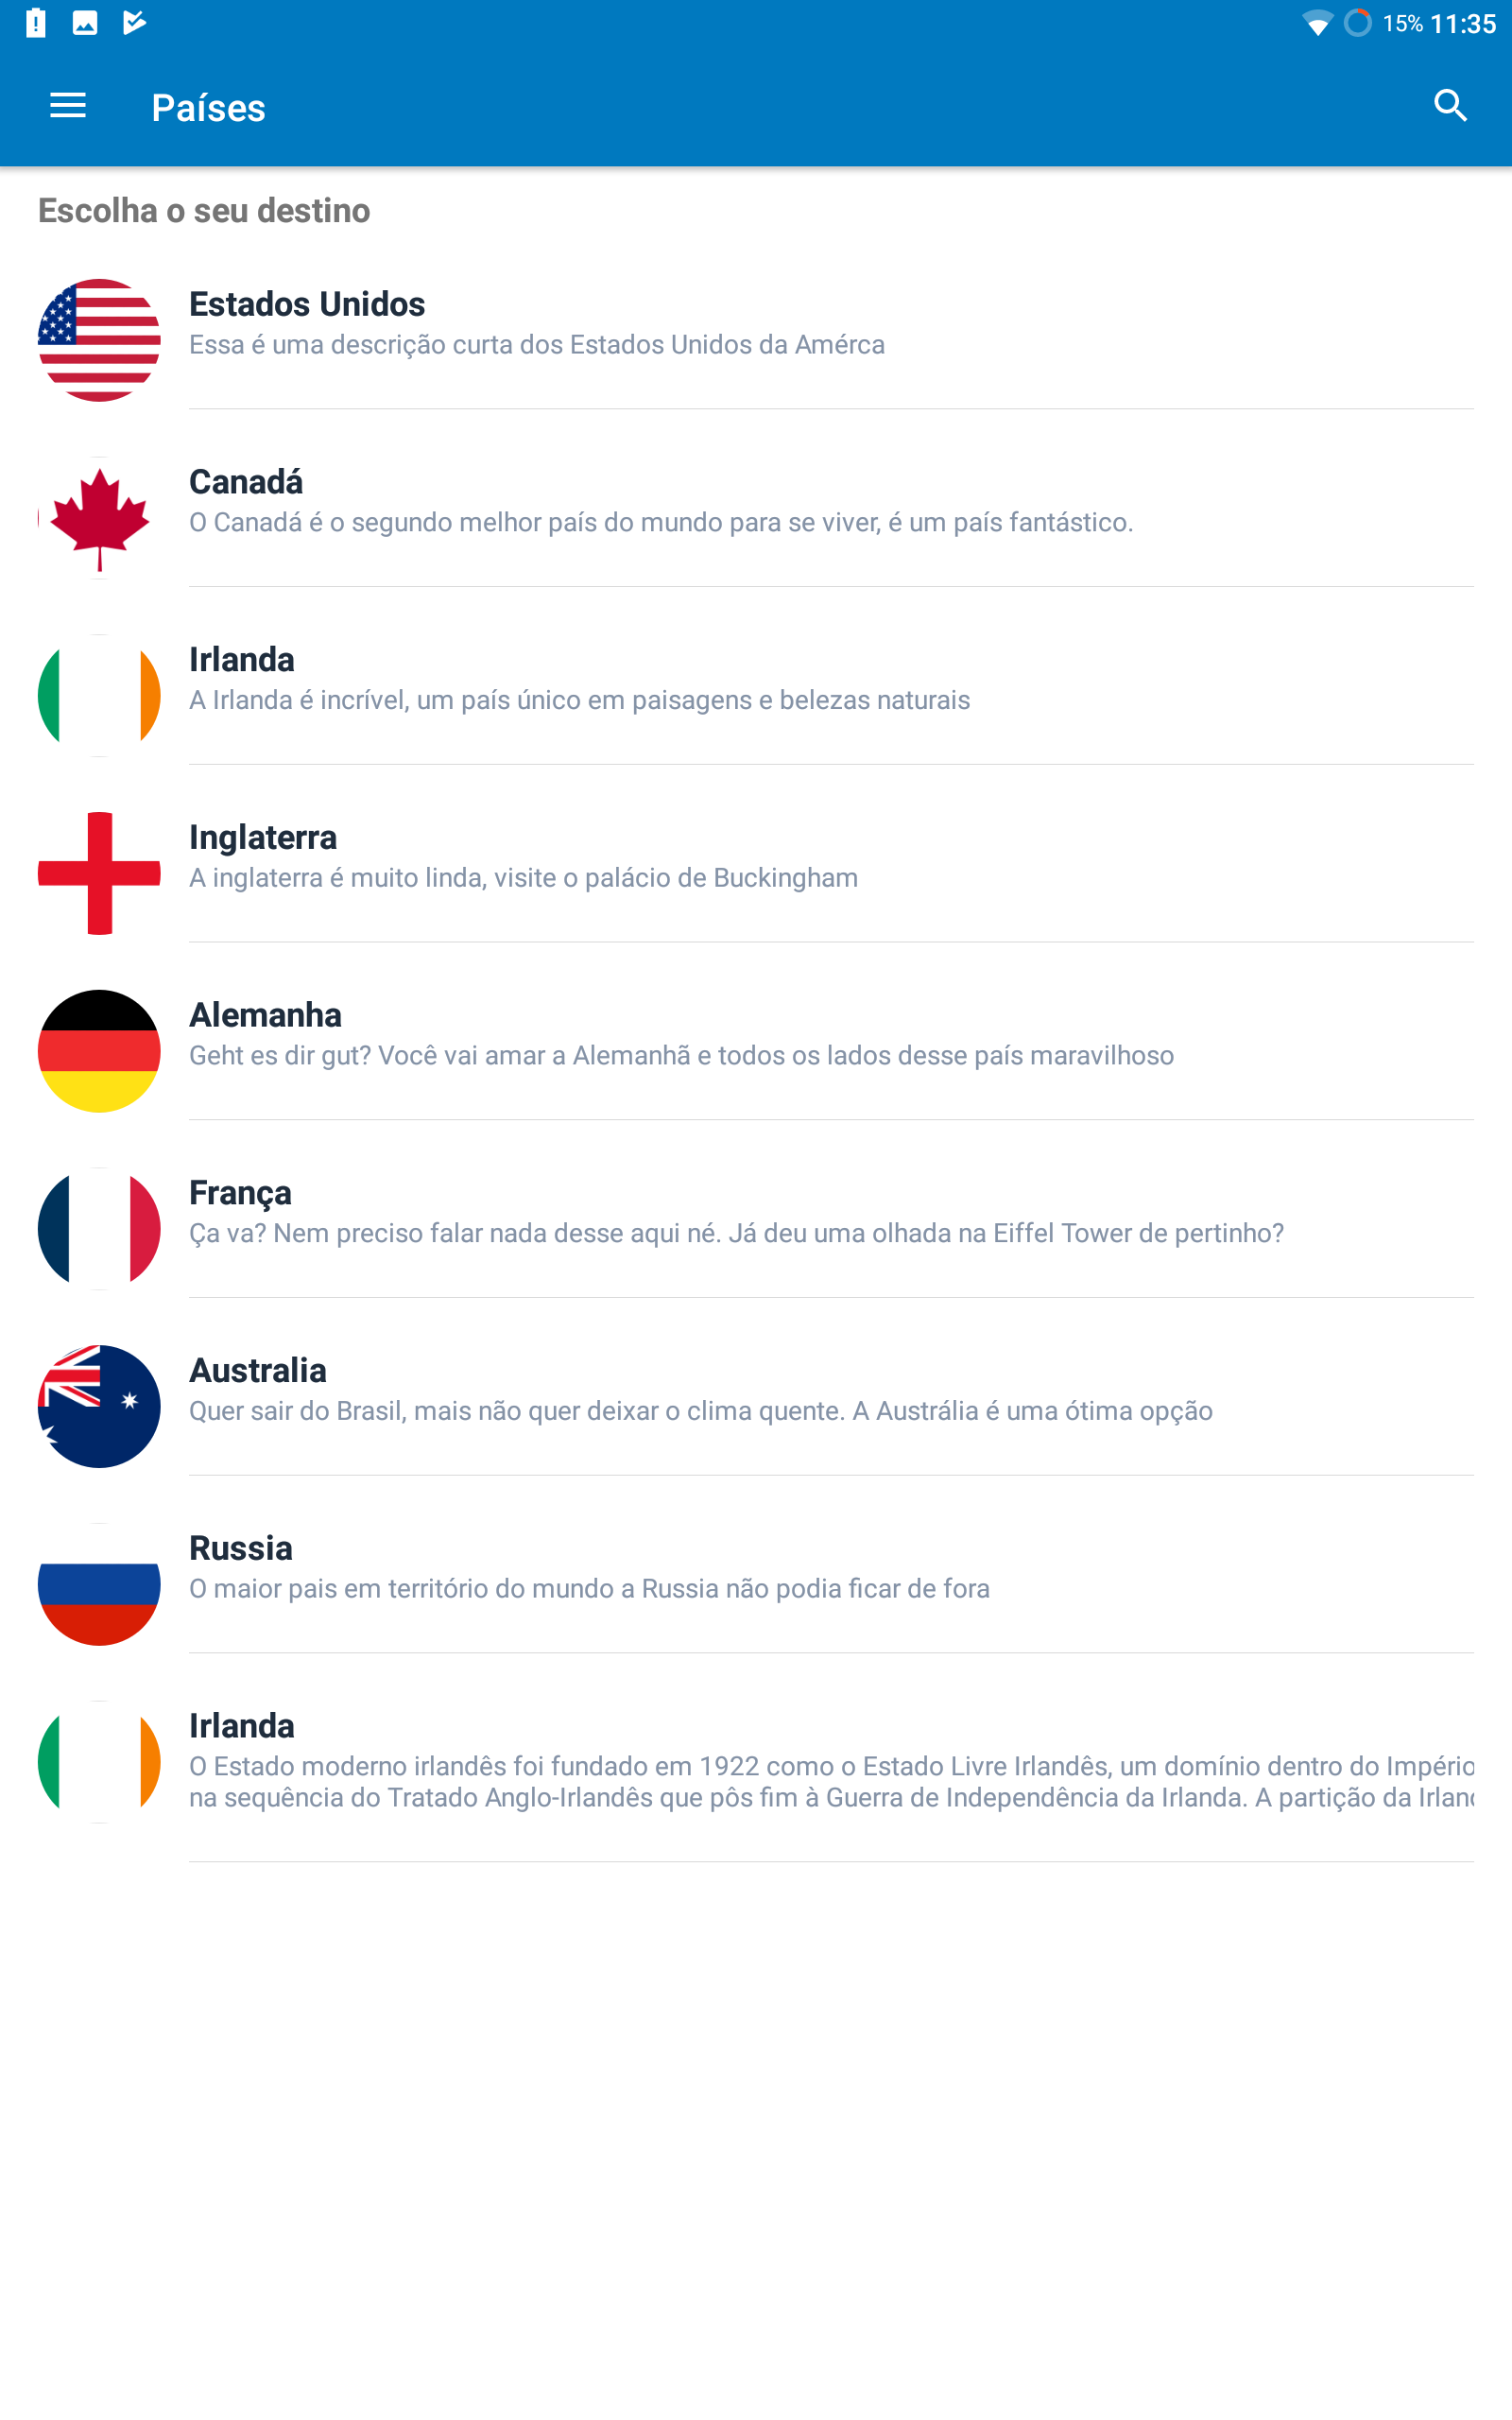 15% 11:35
Países
Escolha o seu destino
Estados Unidos
Essa é uma descrição curta dos Estados Unidos da Amérca
Canadá
O Canadá é o segundo melhor país do mundo para se viver, é um país fantástico.
Irlanda
A Irlanda é incrível, um país único em paisagens e belezas naturais
Inglaterra
A inglaterra é muito linda, visite o palácio de Buckingham
Alemanha
Geht es dir gut? Você vai amar a Alemanhã e todos os lados desse país maravilhoso
França
Ça va? Nem preciso falar nada desse aqui né. Já deu uma olhada na Eiffel Tower de pertinho?
Australia
Quer sair do Brasil, mais não quer deixar o clima quente. A Austrália é uma ótima opção
Russia
O maior pais em território do mundo a Russia não podia ficar de fora
Irlanda
O Estado moderno irlandês foi fundado em 1922 como o Estado Livre Irlandês, um domínio dentro do Império
na sequência do Tratado Anglo-Irlandês que pôs fim à Guerra de Independência da Irlanda. A partição da